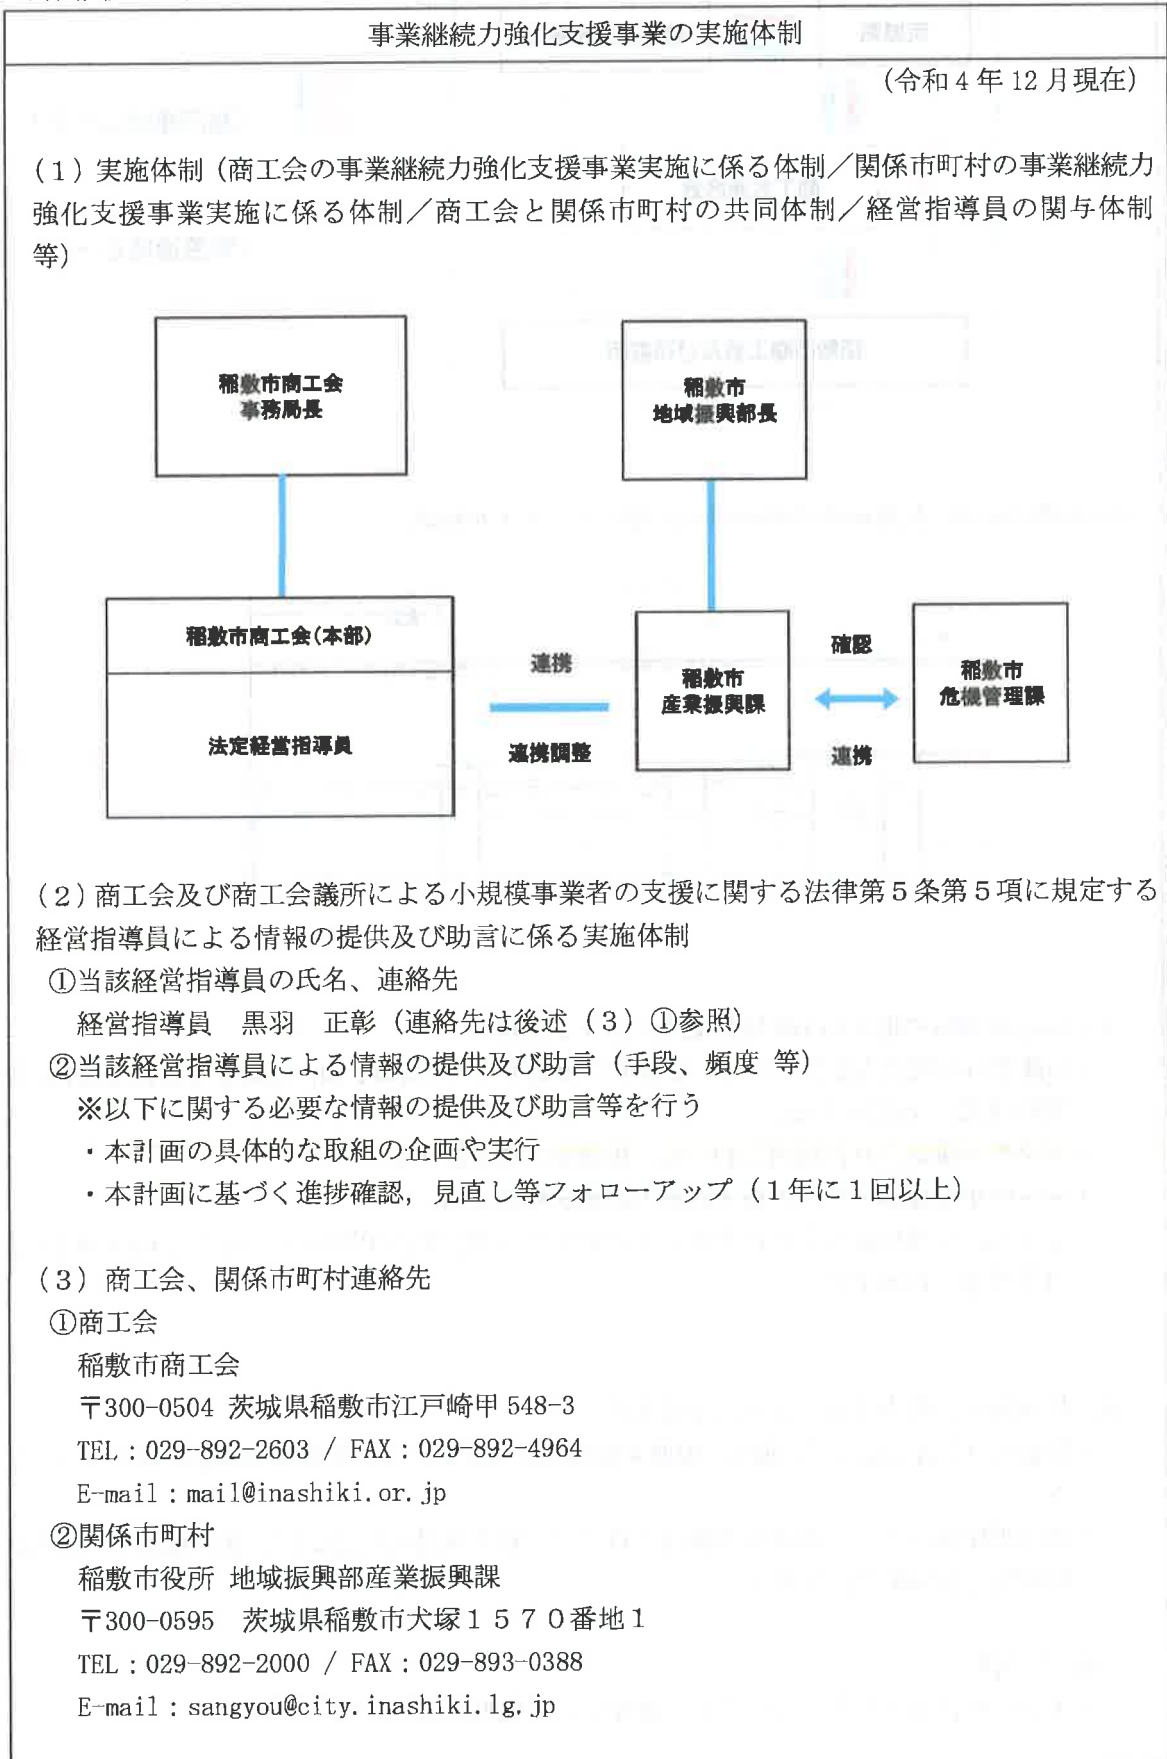 事業継続力強化支援事業の実施体制
(令和4年12月現在)
(1)実施体制(商工会の事業継続力強化支援事業実施に係る体制/関係市町村の事業継続力
強化支援事業実施に係る体制/商工会と関係市町村の共同体制/経営指導員の関与体制
等)
稲敷市商工会
事務局長
稲敷市
地域振興部長
稲敷市商工会(本部)
法定経営指導員
連携
連携調整
稲敷市
産業振興課
確認
連携
稲敷市
危機管理課
(2)商工会及び商工会議所による小規模事業者の支援に関する法律第5条第5項に規定する
経営指導員による情報の提供及び助言に係る実施体制
①当該経営指導員の氏名、連絡先
経営指導員 黒羽 正彰(連絡先は後述(3)①参照)
②当該経営指導員による情報の提供及び助言(手段、頻度 等)
※以下に関する必要な情報の提供及び助言等を行う
・本計画の具体的な取組の企画や実行
・本計画に基づく進捗確認,見直し等フォローアップ(1年に1回以上)
(3)商工会、関係市町村連絡先
①商工会
稲敷市商工会
〒300-0504 茨城県稲敷市江戸崎甲 548-3
TEL:029-892-2603 / FAX:029-892-4964
E-mail:mail@inashiki.or.jp
②関係市町村
稲敷市役所 地域振興部産業振興課
〒300-0595 茨城県稲敷市犬塚1570番地1
TEL:029-892-2000 / FAX:029-893-0388
E-mail:sangyou@city.inashiki.lg.jp